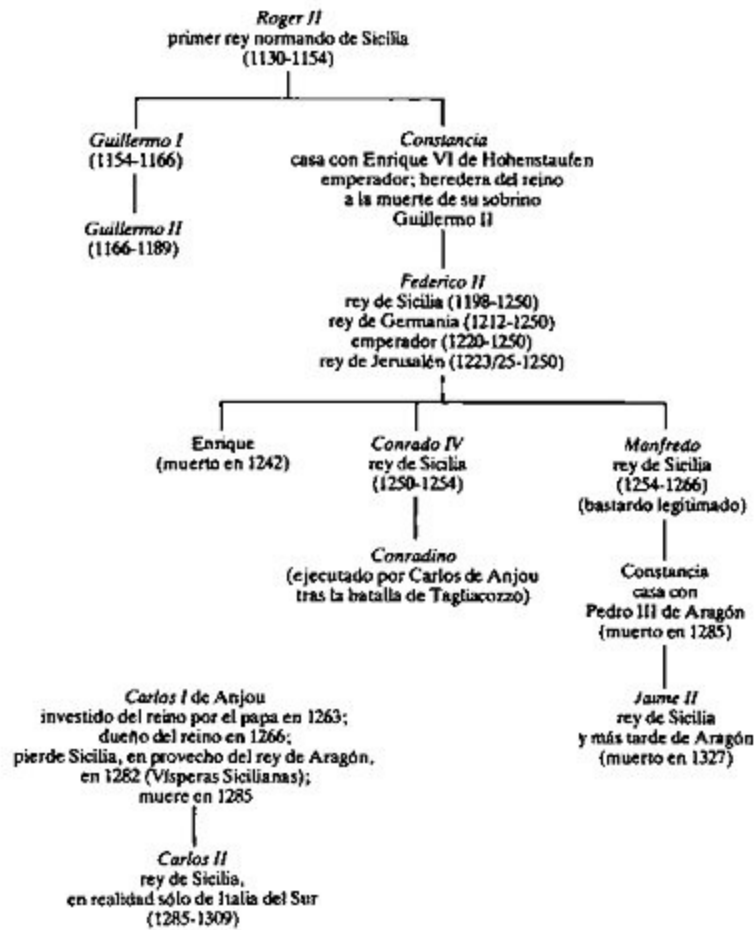 Roger II
primer rey normando de Sicilia
(1130-1154)
Guillermo I
(1154-1166)
Guillermo II
(1166-1189)
Constancia
casa con Enrique VI de Hohenstaufen
emperador; heredera del reino
a la muerte de su sobrino
Guillermo II
Federico II
rey de Sicilia (1198-1250)
rey de Germania (1212-1250)
emperador (1220-1250)
rey de Jerusalén (1223/25-1250)
Enrique
(muerto en 1242)
Conrado IV
rey de Sicilia
(1250-1254)
Conradino
(ejecutado por Carlos de Anjou
tras la batalla de Tagliacozzo)
Manfredo
rey de Sicilia
(1254-1266)
(bastardo legitimado)
Constancia
casa con
Pedro III de Aragón
(muerto en 1285)
Jaume II
rey de Sicilia
y más tarde de Aragón
(muerto en 1327)
Carlos I de Anjou
investido del reino por el papa en 1263;
dueño del reino en 1266;
pierde Sicilia, en provecho del rey de Aragón,
en 1282 (Vísperas Sicilianas);
muere en 1285
Carlos II
rey de Sicilia,
en realidad sólo de Italia del Sur
(1285-1309)